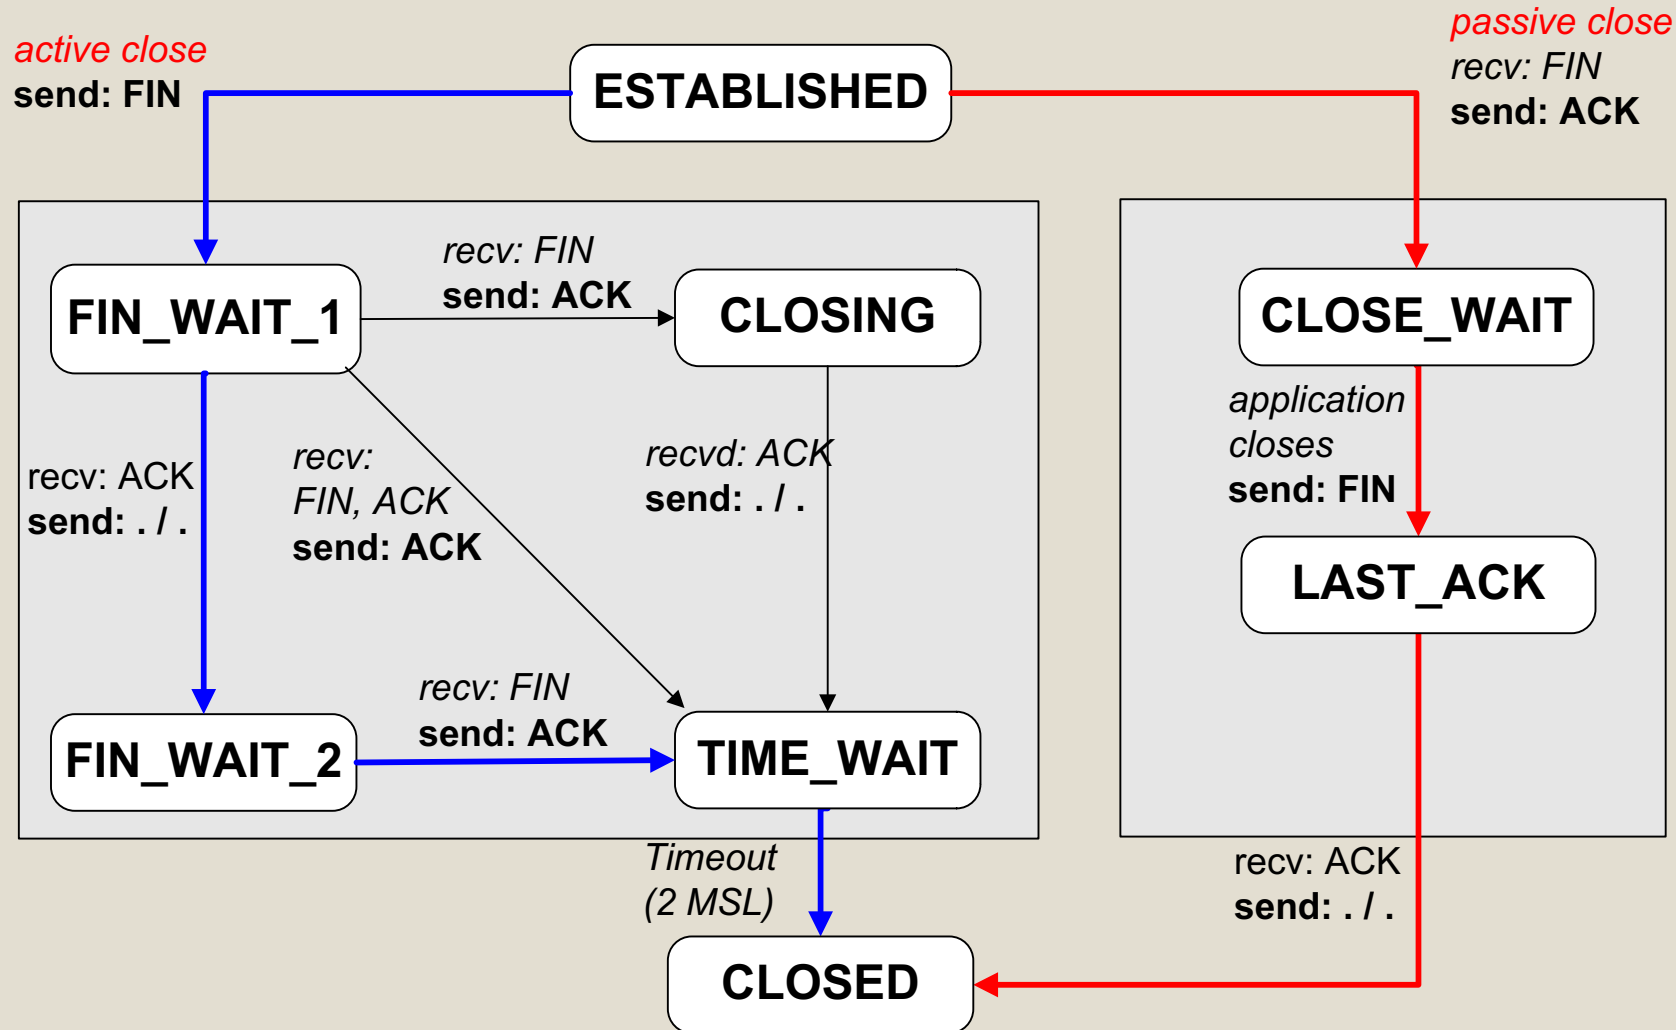 active close
send: FIN
ESTABLISHED
passive close
recv: FIN
send: ACK
FIN_WAIT_1
recv: FIN
send: ACK
CLOSING
CLOSE_WAIT
recv: ACK
send: . / .
recv:
FIN, ACK
send: ACK
recvd: ACK
send: . / .
application
closes
send: FIN
LAST_ACK
FIN_WAIT_2
recv: FIN
send: ACK
TIME_WAIT
Timeout
(2 MSL)
recv: ACK
send: . / .
CLOSED